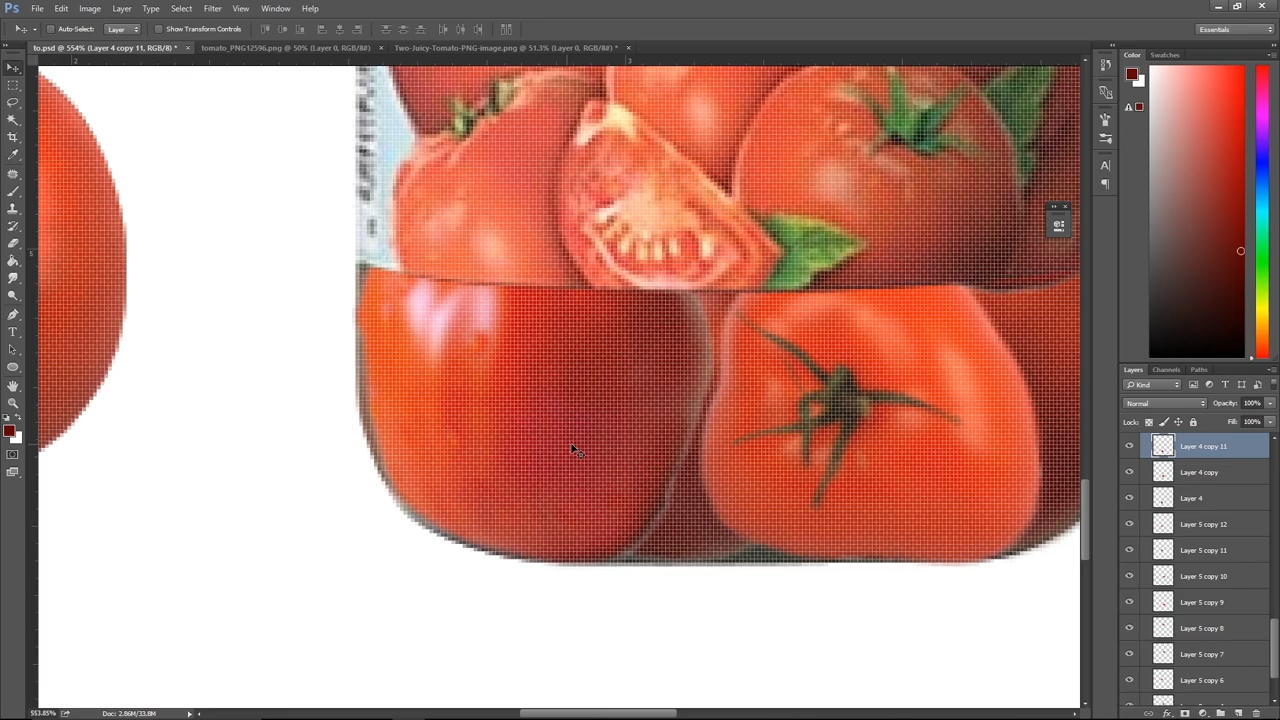 Ps File Edit Image Layer Type Select Filter View Window Help
Auto-Select: Layer Show Transform Controls Essentials
to.psd @ 554% (Layer 4 copy 11, RGB/8) * × tomato_PNG12596.png @ 50% (Layer 0, RGB/8#) × Two-Juicy-Tomato-PNG-image.png @ 51.3% (Layer 0, RGB/8#) * ×
2 3
5
Color Swatches
Layers Channels Paths
Kind
Normal Opacity: 100%
Lock: Fill: 100%
Layer 4 copy 11
Layer 4 copy
Layer 4
Layer 5 copy 12
Layer 5 copy 11
Layer 5 copy 10
Layer 5 copy 9
Layer 5 copy 8
Layer 5 copy 7
Layer 5 copy 6
553.85% Doc: 2.86M/33.8M